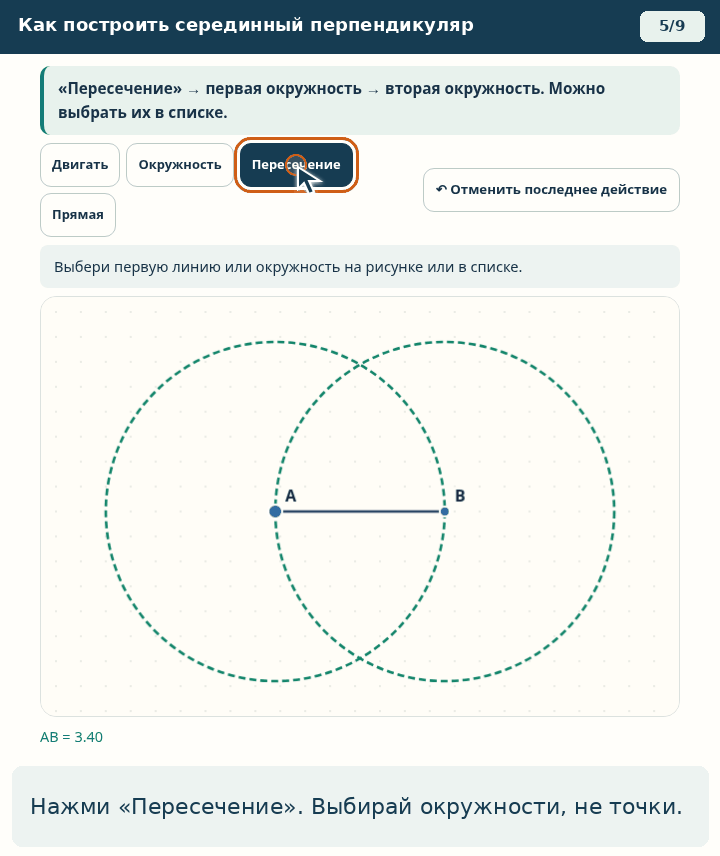 Как построить серединный перпендикуляр
5/9
«Пересечение» → первая окружность → вторая окружность. Можно
выбрать их в списке.
Двигать
Окружность
Пересечение
Прямая
↶ Отменить последнее действие
Выбери первую линию или окружность на рисунке или в списке.
A
B
AB = 3.40
Нажми «Пересечение». Выбирай окружности, не точки.